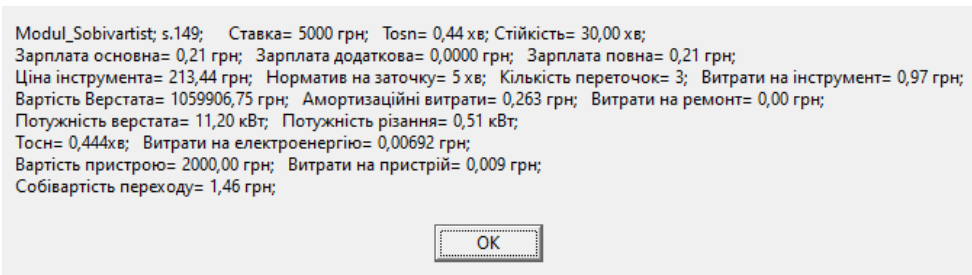 Modul_Sobivartist; s.149;     Ставка= 5000 грн;   Tosn= 0,44 хв; Стійкість= 30,00 хв;
Зарплата основна= 0,21 грн;   Зарплата додаткова= 0,0000 грн;   Зарплата повна= 0,21 грн;
Ціна інструмента= 213,44 грн;   Норматив на заточку= 5 хв;   Кількість переточок= 3;   Витрати на інструмент= 0,97 грн;
Вартість Верстата= 1059906,75 грн;   Амортизаційні витрати= 0,263 грн;   Витрати на ремонт= 0,00 грн;
Потужність верстата= 11,20 кВт;   Потужність різання= 0,51 кВт;
Тосн= 0,444хв;   Витрати на електроенергію= 0,00692 грн;
Вартість пристрою= 2000,00 грн;   Витрати на пристрій= 0,009 грн;
Собівартість переходу= 1,46 грн;
OK